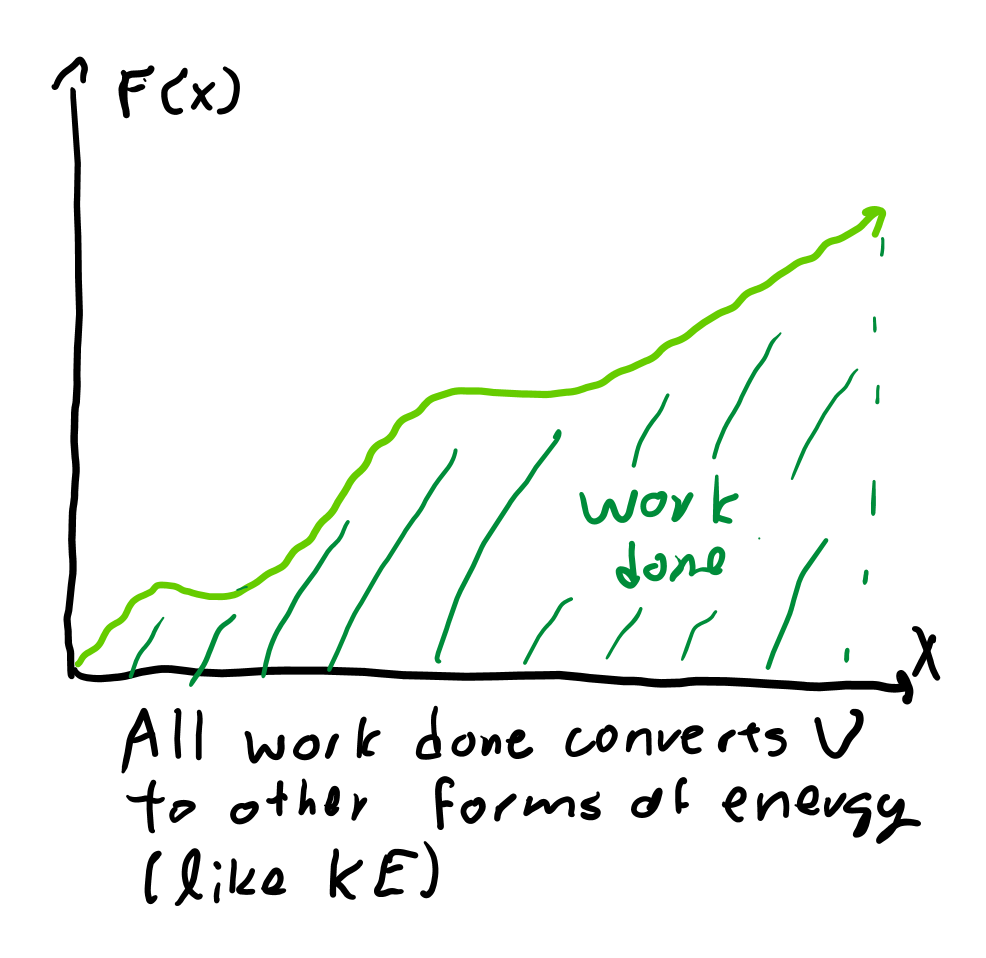 F(x)
work
done
X
All work done converts U
to other forms of energy
(like KE)